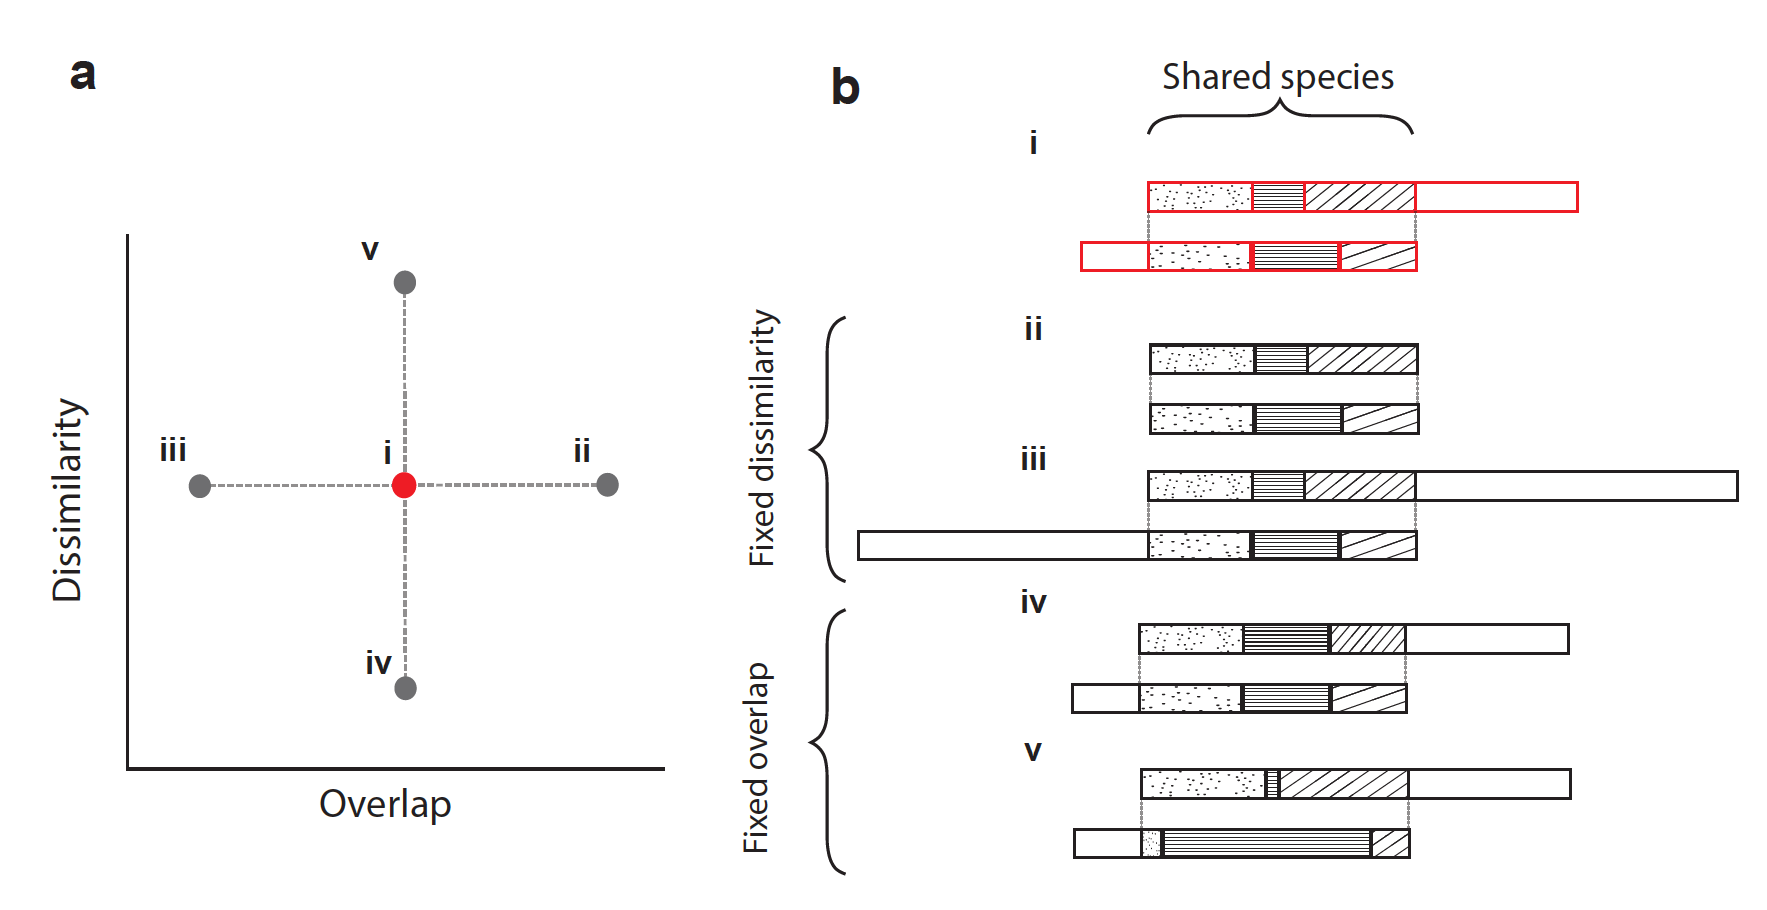 a
v
iii
i
ii
iv
Dissimilarity
Overlap
b
Shared species
i
ii
iii
Fixed dissimilarity
iv
v
Fixed overlap